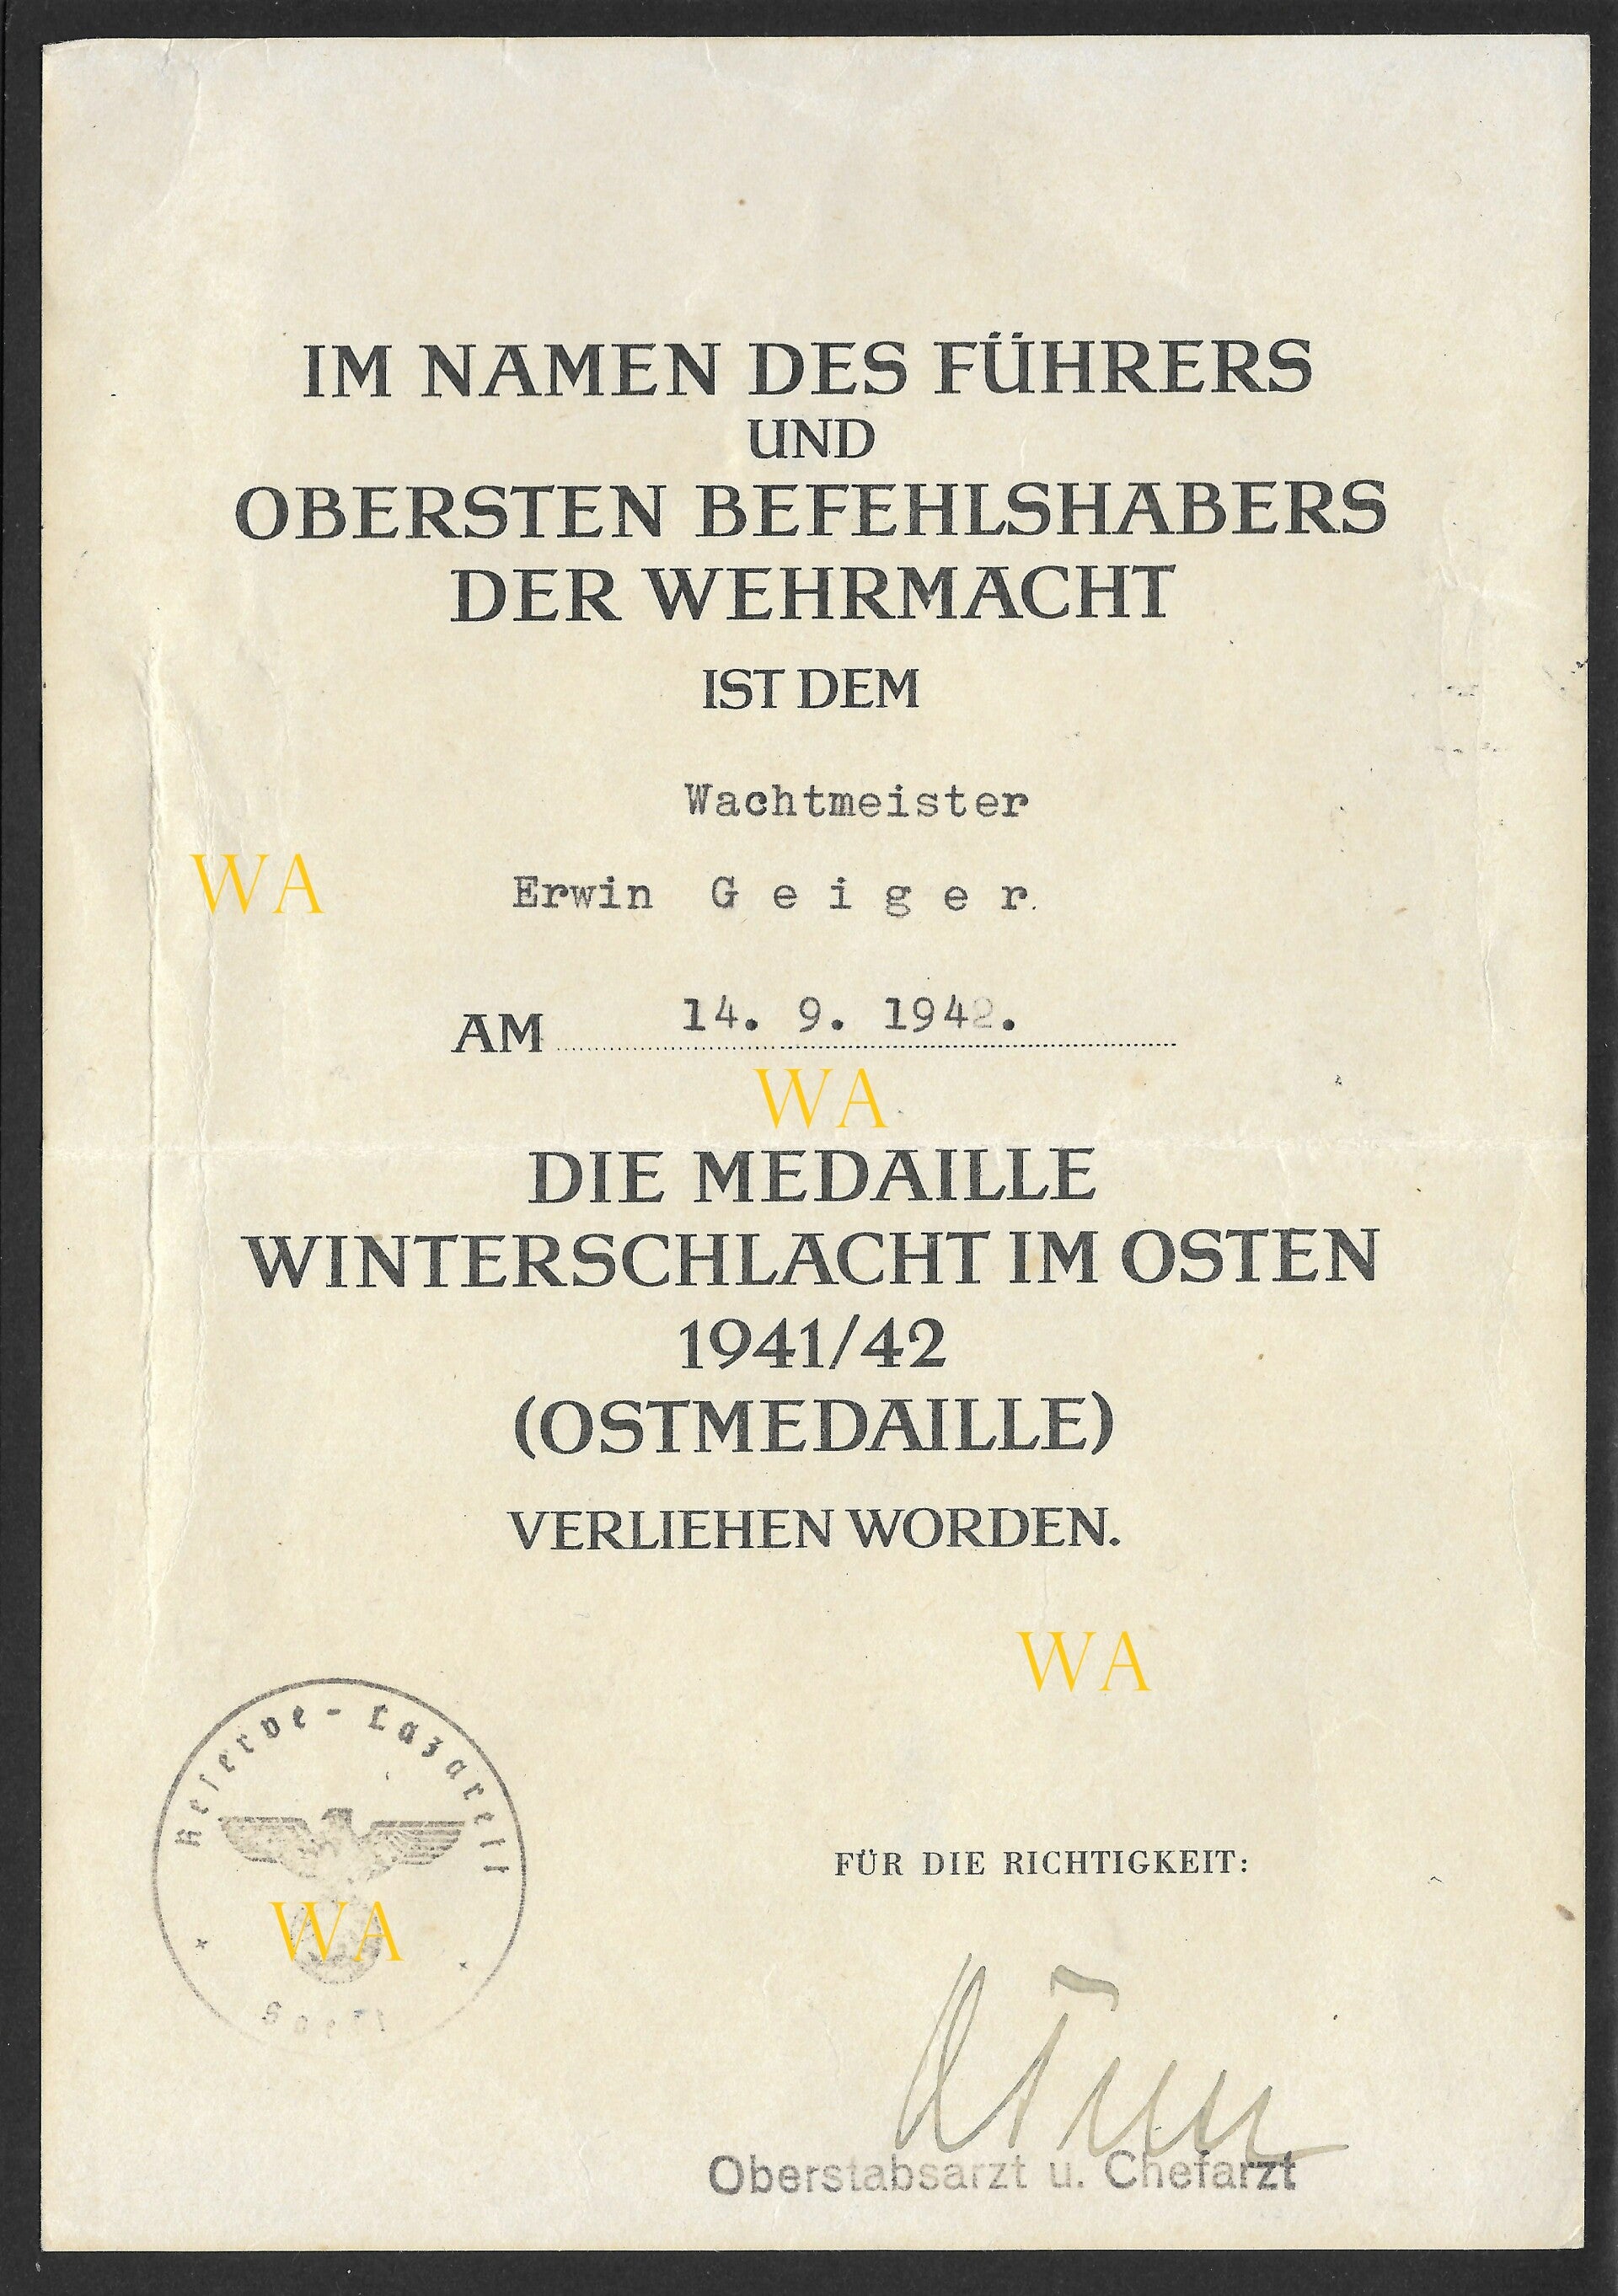 IM NAMEN DES FÜHRERS
UND
OBERSTEN BEFEHLSHABERS
DER WEHRMACHT
IST DEM
Wachtmeister
WA
Erwin G e i g e r.
AM 14. 9. 1942.
WA
DIE MEDAILLE
WINTERSCHLACHT IM OSTEN
1941/42
(OSTMEDAILLE)
VERLIEHEN WORDEN.
WA
Reserve-Lazarett
WA
FÜR DIE RICHTIGKEIT:
Oberstabsarzt u. Chefarzt